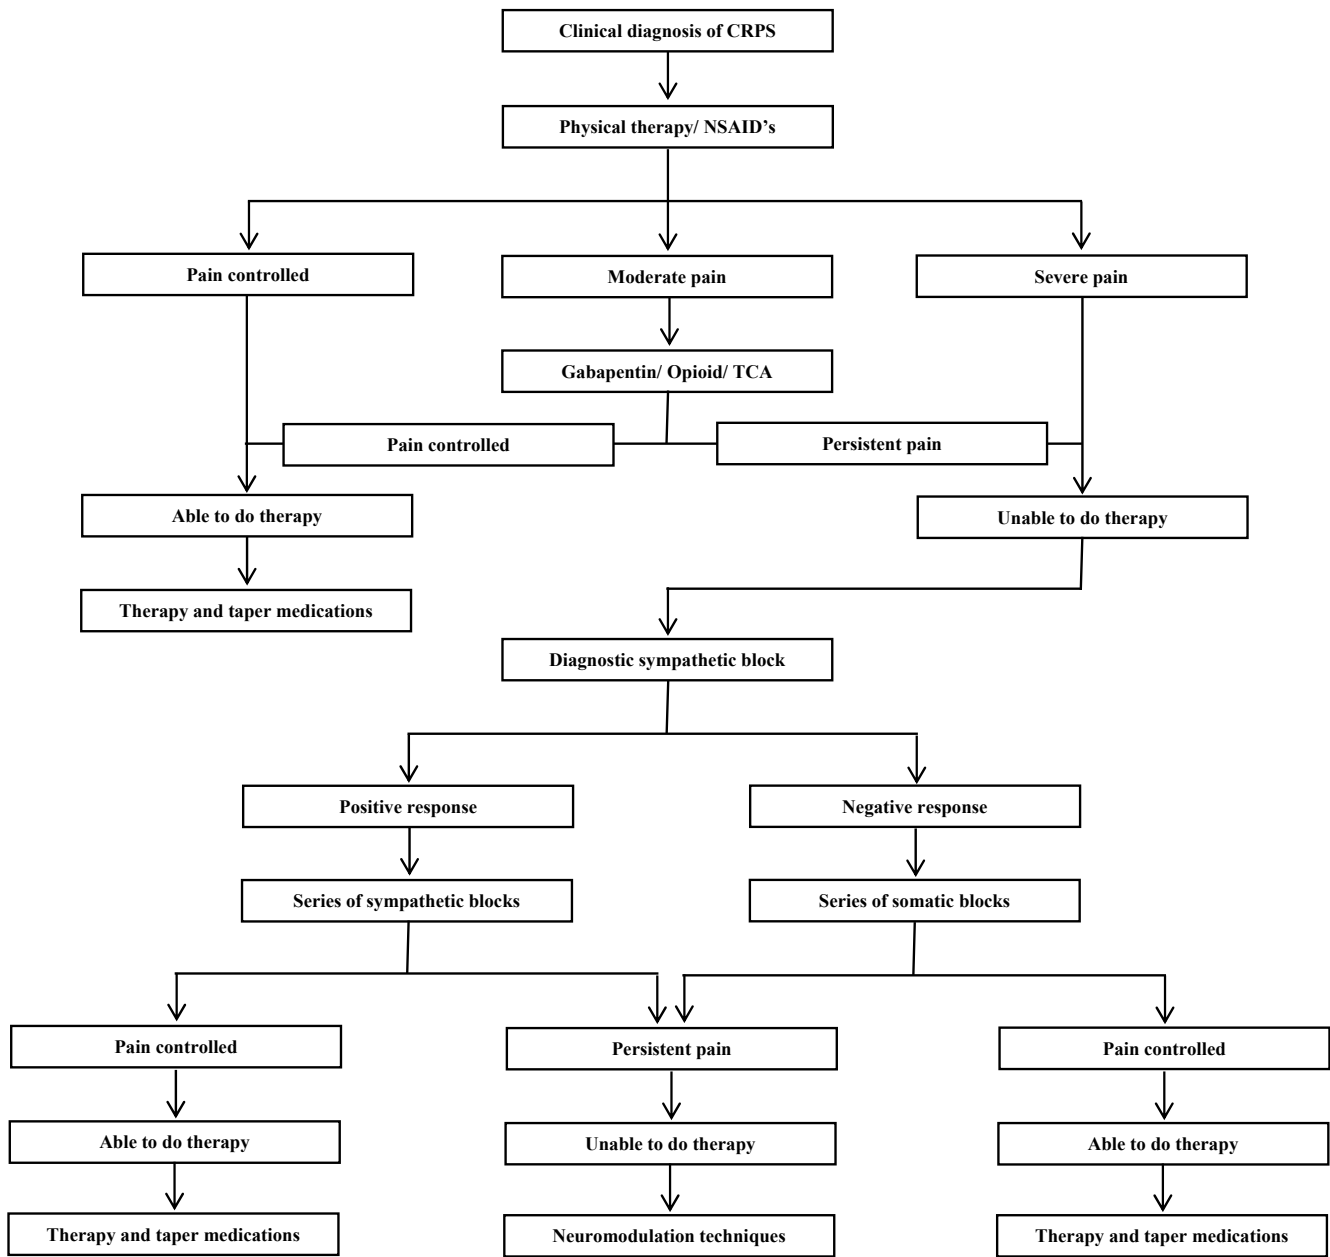 Clinical diagnosis of CRPS
Physical therapy/ NSAID’s
Pain controlled
Moderate pain
Severe pain
Gabapentin/ Opioid/ TCA
Pain controlled
Persistent pain
Able to do therapy
Unable to do therapy
Therapy and taper medications
Diagnostic sympathetic block
Positive response
Negative response
Series of sympathetic blocks
Series of somatic blocks
Pain controlled
Persistent pain
Pain controlled
Able to do therapy
Unable to do therapy
Able to do therapy
Therapy and taper medications
Neuromodulation techniques
Therapy and taper medications